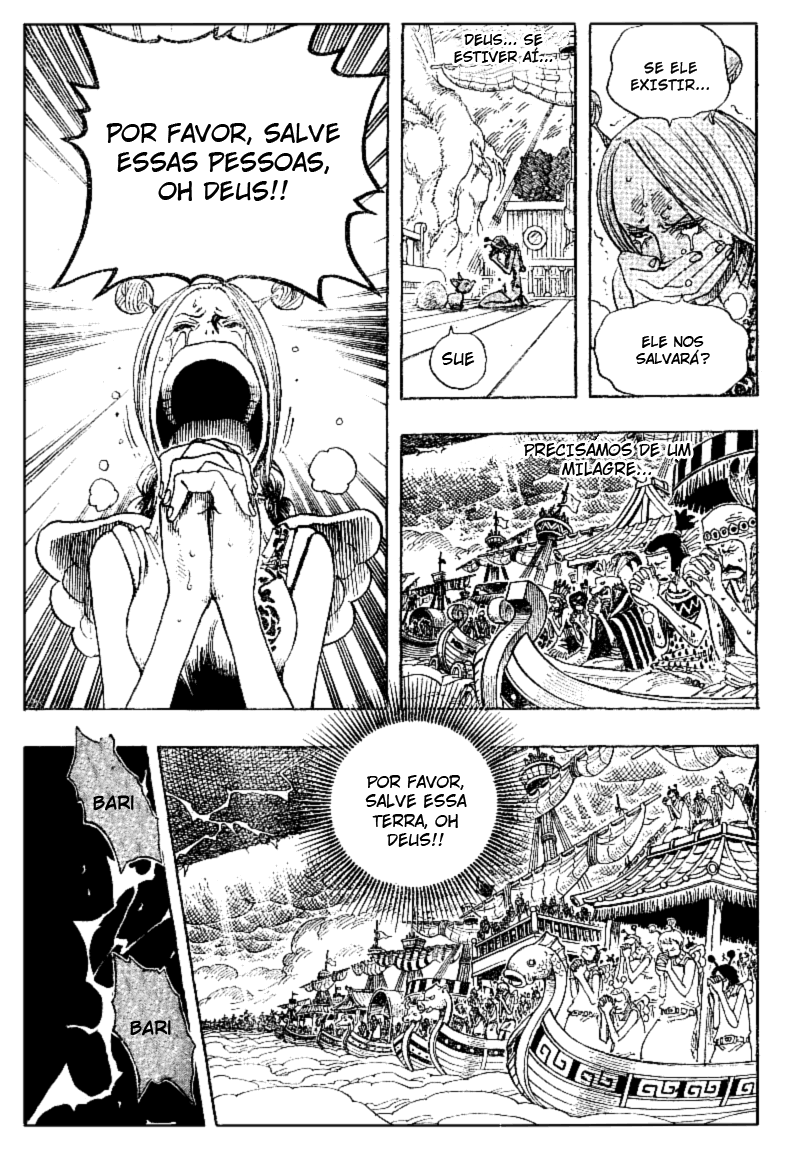 SE ELE
EXISTIR...
ELE NOS
SALVARÁ?
DEUS... SE
ESTIVER AÍ...
SUE
POR FAVOR, SALVE
ESSAS PESSOAS,
OH DEUS!!
PRECISAMOS DE UM
MILAGRE...
POR FAVOR,
SALVE ESSA
TERRA, OH
DEUS!!
BARI
BARI